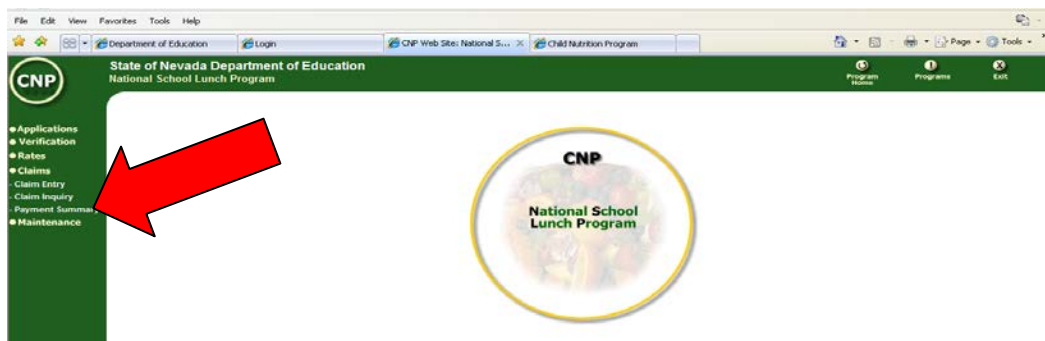 File Edit View Favorites Tools Help
Department of Education Login CNP Web Site: National S... Child Nutrition Program Page Tools
CNP
State of Nevada Department of Education
National School Lunch Program
Program Home Programs Exit
Applications
Verification
Rates
Claims
- Claim Entry
- Claim Inquiry
- Payment Summary
Maintenance
CNP
National School
Lunch Program